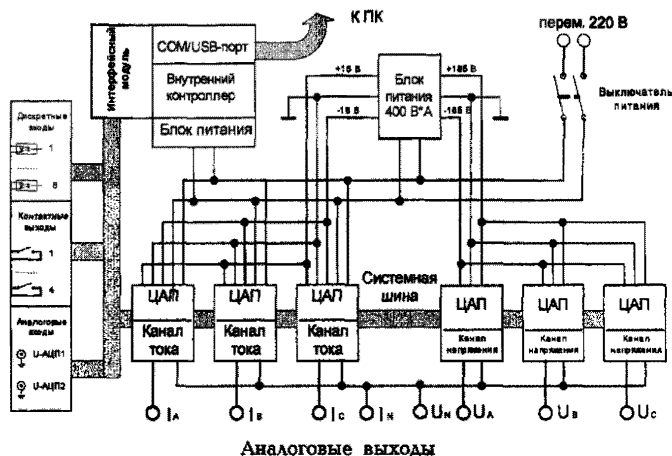 К ПК
перем. 220 В
Интерфейсный
модуль
COM/USB-порт
Внутренний
контроллер
Блок питания
+15 В
-15 В
Блок
питания
400 В*А
+185 В
-185 В
Выключатель
питания
Дискретные
входы
1
8
Контактные
выходы
1
4
Аналоговые
входы
U-АЦП1
U-АЦП2
Системная
шина
ЦАП
Канал
тока
ЦАП
Канал
тока
ЦАП
Канал
тока
ЦАП
Канал
напряжения
ЦАП
Канал
напряжения
ЦАП
Канал
напряжения
IA
IB
IC
IN
UN
UA
UB
UC
Аналоговые выходы